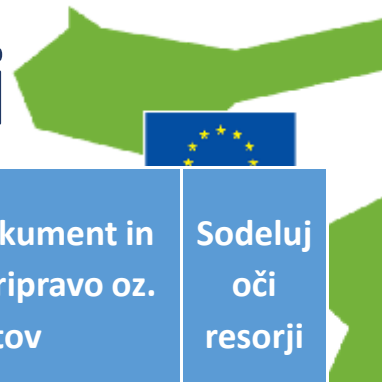 i
kument in
ripravo oz.
tov
Sodeluj
oči
resorji